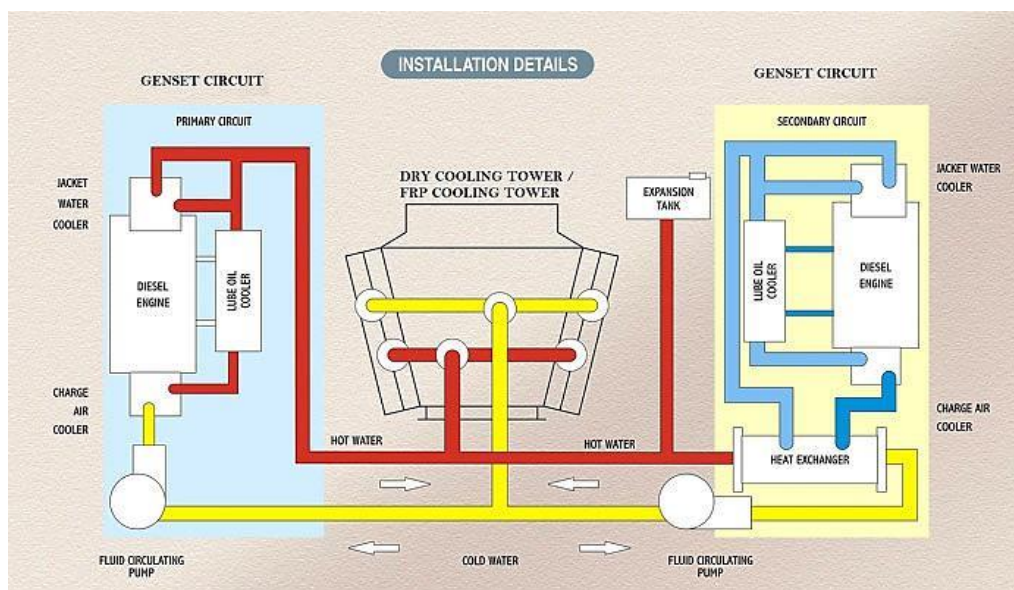 INSTALLATION DETAILS
GENSET CIRCUIT
GENSET CIRCUIT
PRIMARY CIRCUIT
SECONDARY CIRCUIT
JACKET
WATER
COOLER
DRY COOLING TOWER /
FRP COOLING TOWER
EXPANSION
TANK
JACKET WATER
COOLER
DIESEL
ENGINE
LUBE OIL
COOLER
LUBE OIL
COOLER
DIESEL
ENGINE
CHARGE
AIR
COOLER
CHARGE AIR
COOLER
HOT WATER
HOT WATER
HEAT EXCHANGER
FLUID CIRCULATING
PUMP
COLD WATER
FLUID CIRCULATING
PUMP